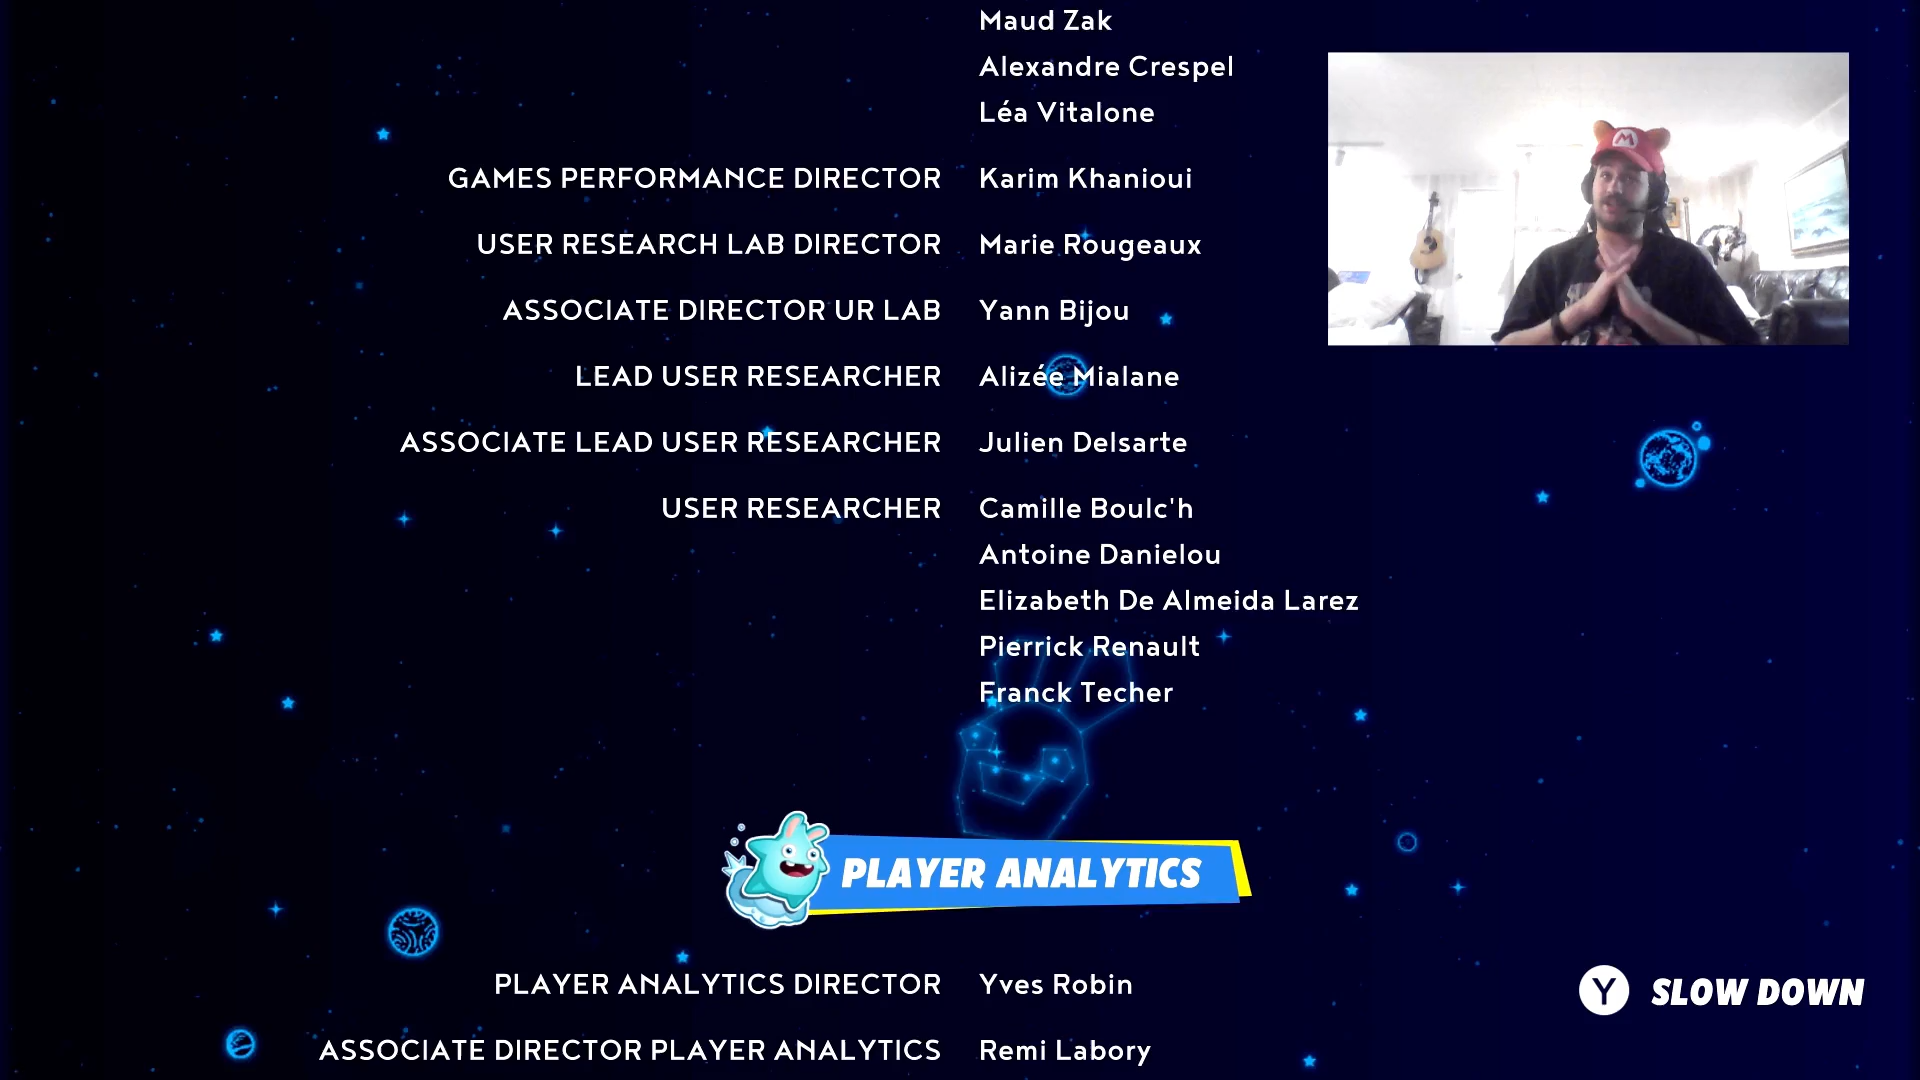 Maud Zak
Alexandre Crespel
Léa Vitalone
GAMES PERFORMANCE DIRECTOR Karim Khanioui
USER RESEARCH LAB DIRECTOR Marie Rougeaux
ASSOCIATE DIRECTOR UR LAB Yann Bijou
LEAD USER RESEARCHER Alizée Mialane
ASSOCIATE LEAD USER RESEARCHER Julien Delsarte
USER RESEARCHER Camille Boulc'h
Antoine Danielou
Elizabeth De Almeida Larez
Pierrick Renault
Franck Techer
PLAYER ANALYTICS
PLAYER ANALYTICS DIRECTOR Yves Robin
ASSOCIATE DIRECTOR PLAYER ANALYTICS Remi Labory
Y SLOW DOWN
M